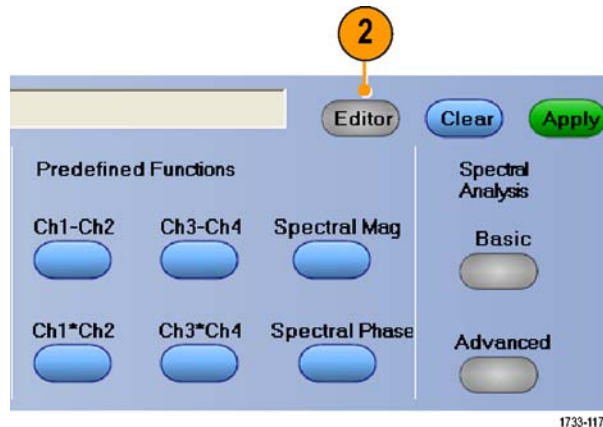 2
Editor
Clear
Apply
Predefined Functions
Spectral
Analysis
Ch1-Ch2
Ch3-Ch4
Spectral Mag
Basic
Ch1*Ch2
Ch3*Ch4
Spectral Phase
Advanced
1733-117